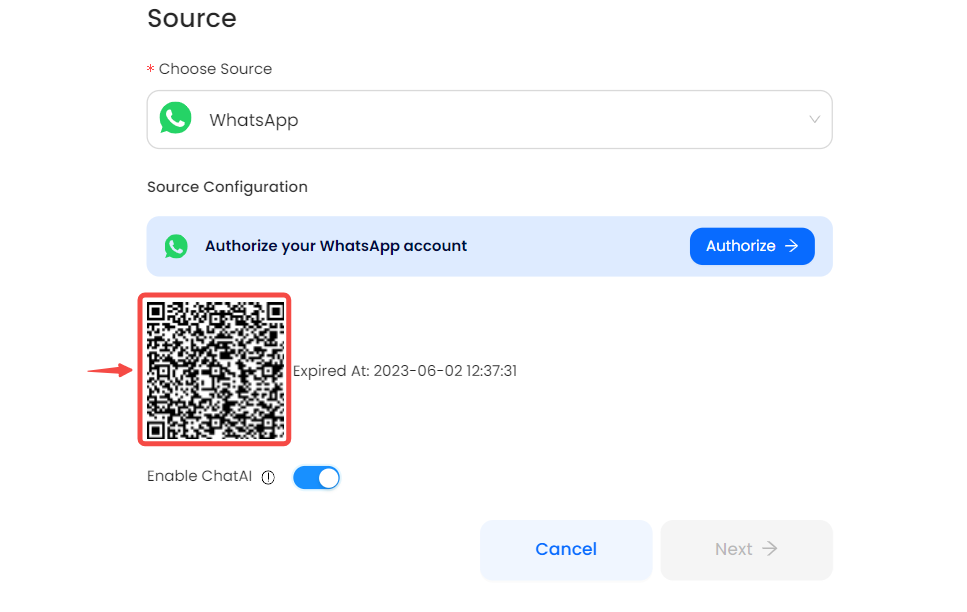 Source
* Choose Source
WhatsApp
Source Configuration
Authorize your WhatsApp account
Authorize →
Expired At: 2023-06-02 12:37:31
Enable ChatAI
Cancel
Next →